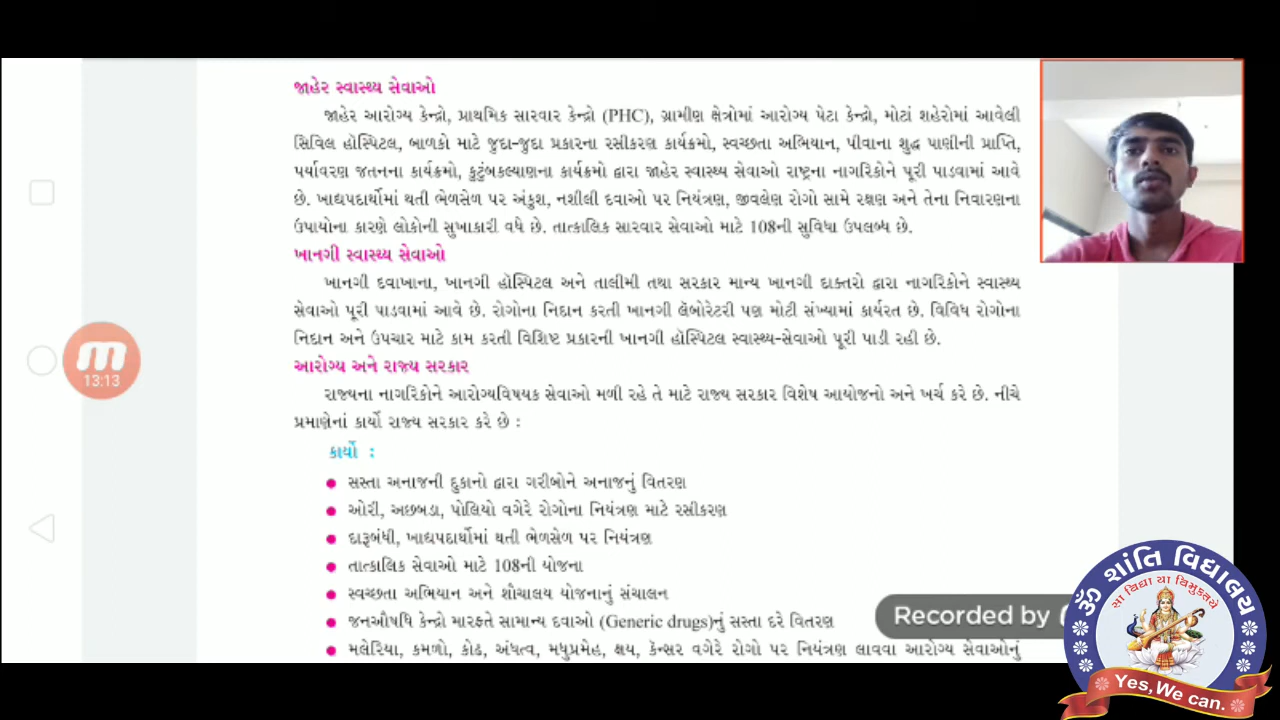 જાહેર સ્વાસ્થ્ય સેવાઓ
જાહેર આરોગ્ય કેન્દ્રો, પ્રાથમિક સારવાર કેન્દ્રો (PHC), ગ્રામીણ ક્ષેત્રોમાં આરોગ્ય પેટા કેન્દ્રો, મોટાં શહેરોમાં આવેલી
સિવિલ હૉસ્પિટલ, બાળકો માટે જુદા-જુદા પ્રકારના રસીકરણ કાર્યક્રમો, સ્વચ્છતા અભિયાન, પીવાના શુદ્ધ પાણીની પ્રાપ્તિ,
પર્યાવરણ જતનના કાર્યક્રમો, કુટુંબકલ્યાણના કાર્યક્રમો દ્વારા જાહેર સ્વાસ્થ્ય સેવાઓ રાષ્ટ્રના નાગરિકોને પૂરી પાડવામાં આવે
છે. ખાદ્યપદાર્થોમાં થતી ભેળસેળ પર અંકુશ, નશીલી દવાઓ પર નિયંત્રણ, જીવલેણ રોગો સામે રક્ષણ અને તેના નિવારણના
ઉપાયોના કારણે લોકોની સુખાકારી વધે છે. તાત્કાલિક સારવાર સેવાઓ માટે 108ની સુવિધા ઉપલબ્ધ છે.
ખાનગી સ્વાસ્થ્ય સેવાઓ
ખાનગી દવાખાના, ખાનગી હૉસ્પિટલ અને તાલીમી તથા સરકાર માન્ય ખાનગી દાક્તરો દ્વારા નાગરિકોને સ્વાસ્થ્ય
સેવાઓ પૂરી પાડવામાં આવે છે. રોગોના નિદાન કરતી ખાનગી લૅબોરેટરી પણ મોટી સંખ્યામાં કાર્યરત છે. વિવિધ રોગોના
નિદાન અને ઉપચાર માટે કામ કરતી વિશિષ્ટ પ્રકારની ખાનગી હૉસ્પિટલ સ્વાસ્થ્ય-સેવાઓ પૂરી પાડી રહી છે.
આરોગ્ય અને રાજ્ય સરકાર
રાજ્યના નાગરિકોને આરોગ્યવિષયક સેવાઓ મળી રહે તે માટે રાજ્ય સરકાર વિશેષ આયોજનો અને ખર્ચ કરે છે. નીચે
પ્રમાણેનાં કાર્યો રાજ્ય સરકાર કરે છે :
કાર્યો :
● સસ્તા અનાજની દુકાનો દ્વારા ગરીબોને અનાજનું વિતરણ
● ઓરી, અછબડા, પોલિયો વગેરે રોગોના નિયંત્રણ માટે રસીકરણ
● દારૂબંધી, ખાદ્યપદાર્થોમાં થતી ભેળસેળ પર નિયંત્રણ
● તાત્કાલિક સેવાઓ માટે 108ની યોજના
● સ્વચ્છતા અભિયાન અને શૌચાલય યોજનાનું સંચાલન
● જનઔષધિ કેન્દ્રો મારફતે સામાન્ય દવાઓ (Generic drugs)નું સસ્તા દરે વિતરણ
● મલેરિયા, કમળો, કોઢ, અંધત્વ, મધુપ્રમેહ, ક્ષય, કૅન્સર વગેરે રોગો પર નિયંત્રણ લાવવા આરોગ્ય સેવાઓનું
13:13
Recorded by
ૐ શાંતિ વિદ્યાલય
સા વિદ્યા યા વિમુક્તયે
Yes, We can.